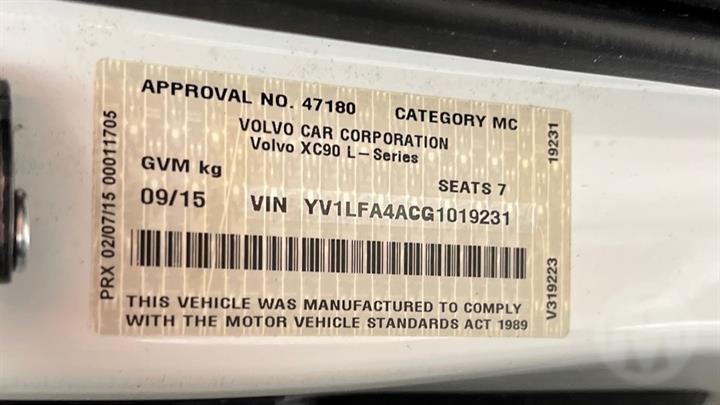 APPROVAL NO. 47180 CATEGORY MC
VOLVO CAR CORPORATION
Volvo XC90 L-Series
GVM kg
SEATS 7
09/15 VIN YV1LFA4ACG1019231
THIS VEHICLE WAS MANUFACTURED TO COMPLY
WITH THE MOTOR VEHICLE STANDARDS ACT 1989
PRX 02/07/15 00011705
V319223 19231